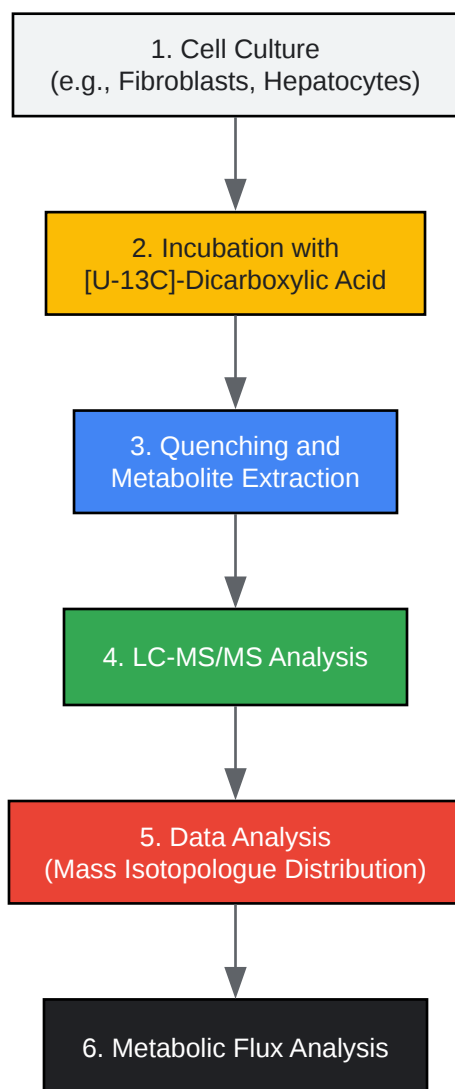 1. Cell Culture
(e.g., Fibroblasts, Hepatocytes)
2. Incubation with
[U-13C]-Dicarboxylic Acid
3. Quenching and
Metabolite Extraction
4. LC-MS/MS Analysis
5. Data Analysis
(Mass Isotopologue Distribution)
6. Metabolic Flux Analysis